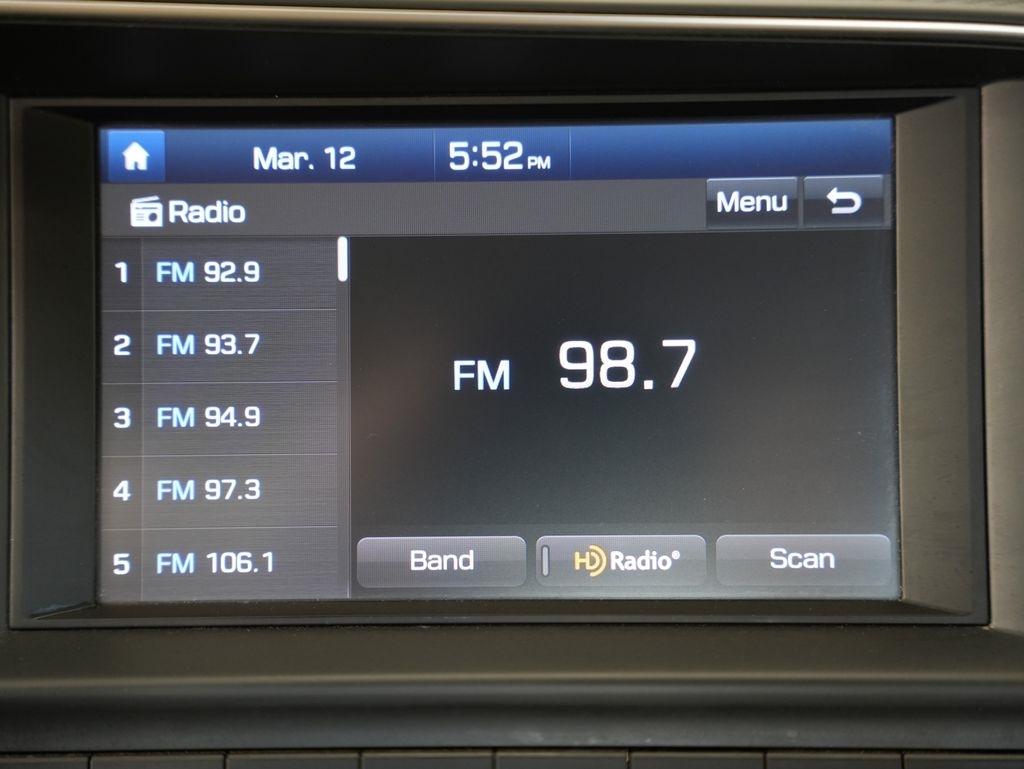 Mar. 12 5:52 PM
Radio Menu
1 FM 92.9
2 FM 93.7
3 FM 94.9
4 FM 97.3
5 FM 106.1
FM 98.7
Band HD Radio® Scan